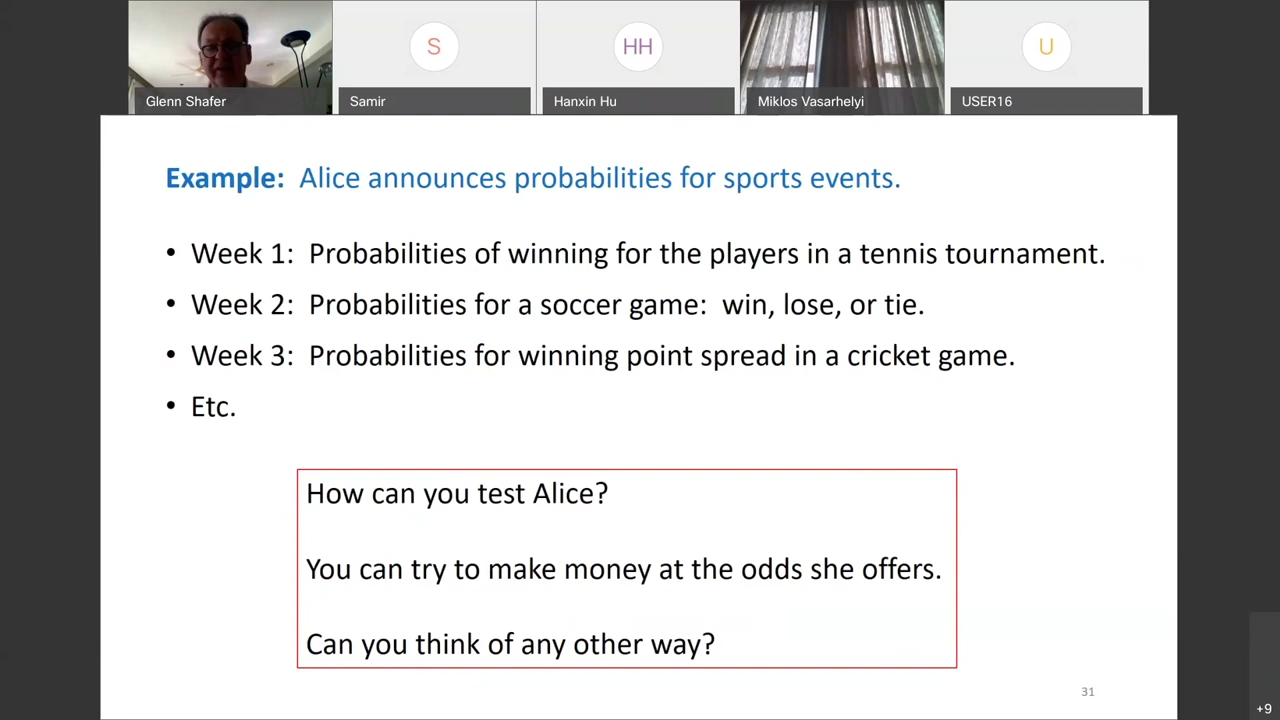 S
HH
U
Glenn Shafer
Samir
Hanxin Hu
Miklos Vasarhelyi
USER16
Example: Alice announces probabilities for sports events.
• Week 1: Probabilities of winning for the players in a tennis tournament.
• Week 2: Probabilities for a soccer game: win, lose, or tie.
• Week 3: Probabilities for winning point spread in a cricket game.
• Etc.
How can you test Alice?
You can try to make money at the odds she offers.
Can you think of any other way?
31
+9